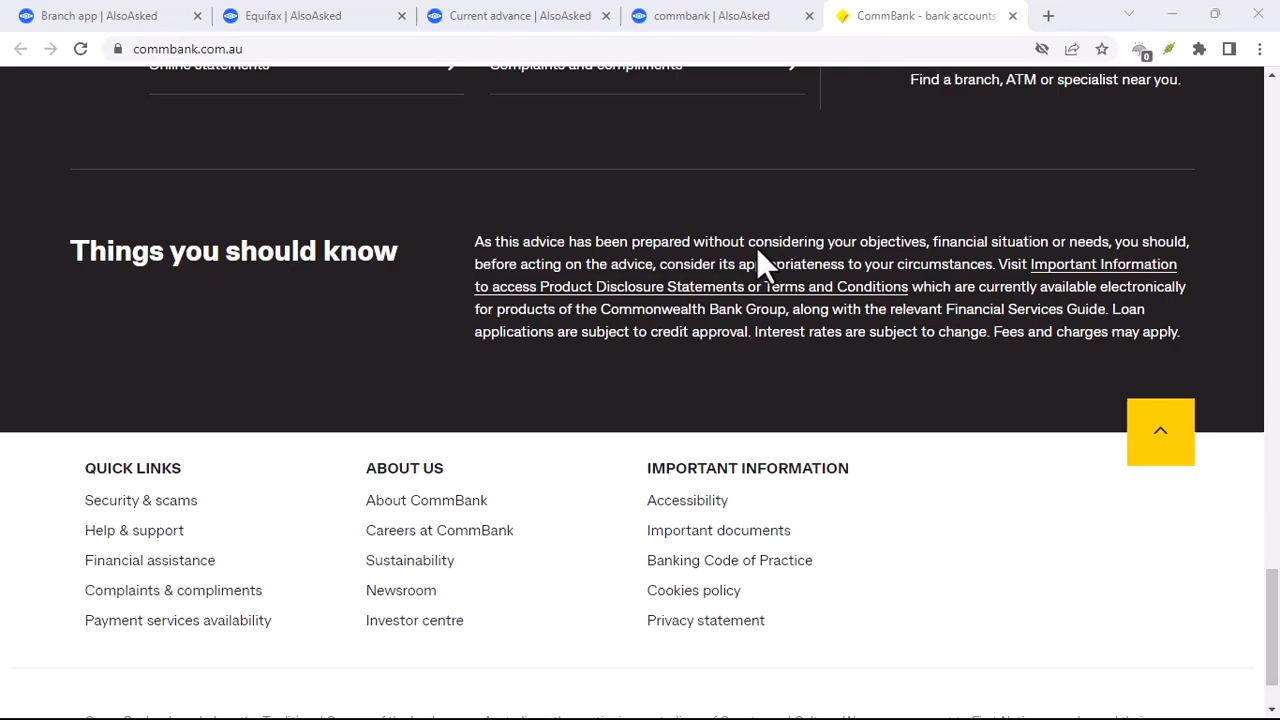 Branch app | AlsoAsked
Equifax | AlsoAsked
Current advance | AlsoAsked
commbank | AlsoAsked
CommBank - bank accounts,
commbank.com.au
0
Online statements
Complaints and compliments
Find a branch, ATM or specialist near you.
Things you should know
As this advice has been prepared without considering your objectives, financial situation or needs, you should,
before acting on the advice, consider its appropriateness to your circumstances. Visit Important Information
to access Product Disclosure Statements or Terms and Conditions which are currently available electronically
for products of the Commonwealth Bank Group, along with the relevant Financial Services Guide. Loan
applications are subject to credit approval. Interest rates are subject to change. Fees and charges may apply.
QUICK LINKS
Security & scams
Help & support
Financial assistance
Complaints & compliments
Payment services availability
ABOUT US
About CommBank
Careers at CommBank
Sustainability
Newsroom
Investor centre
IMPORTANT INFORMATION
Accessibility
Important documents
Banking Code of Practice
Cookies policy
Privacy statement